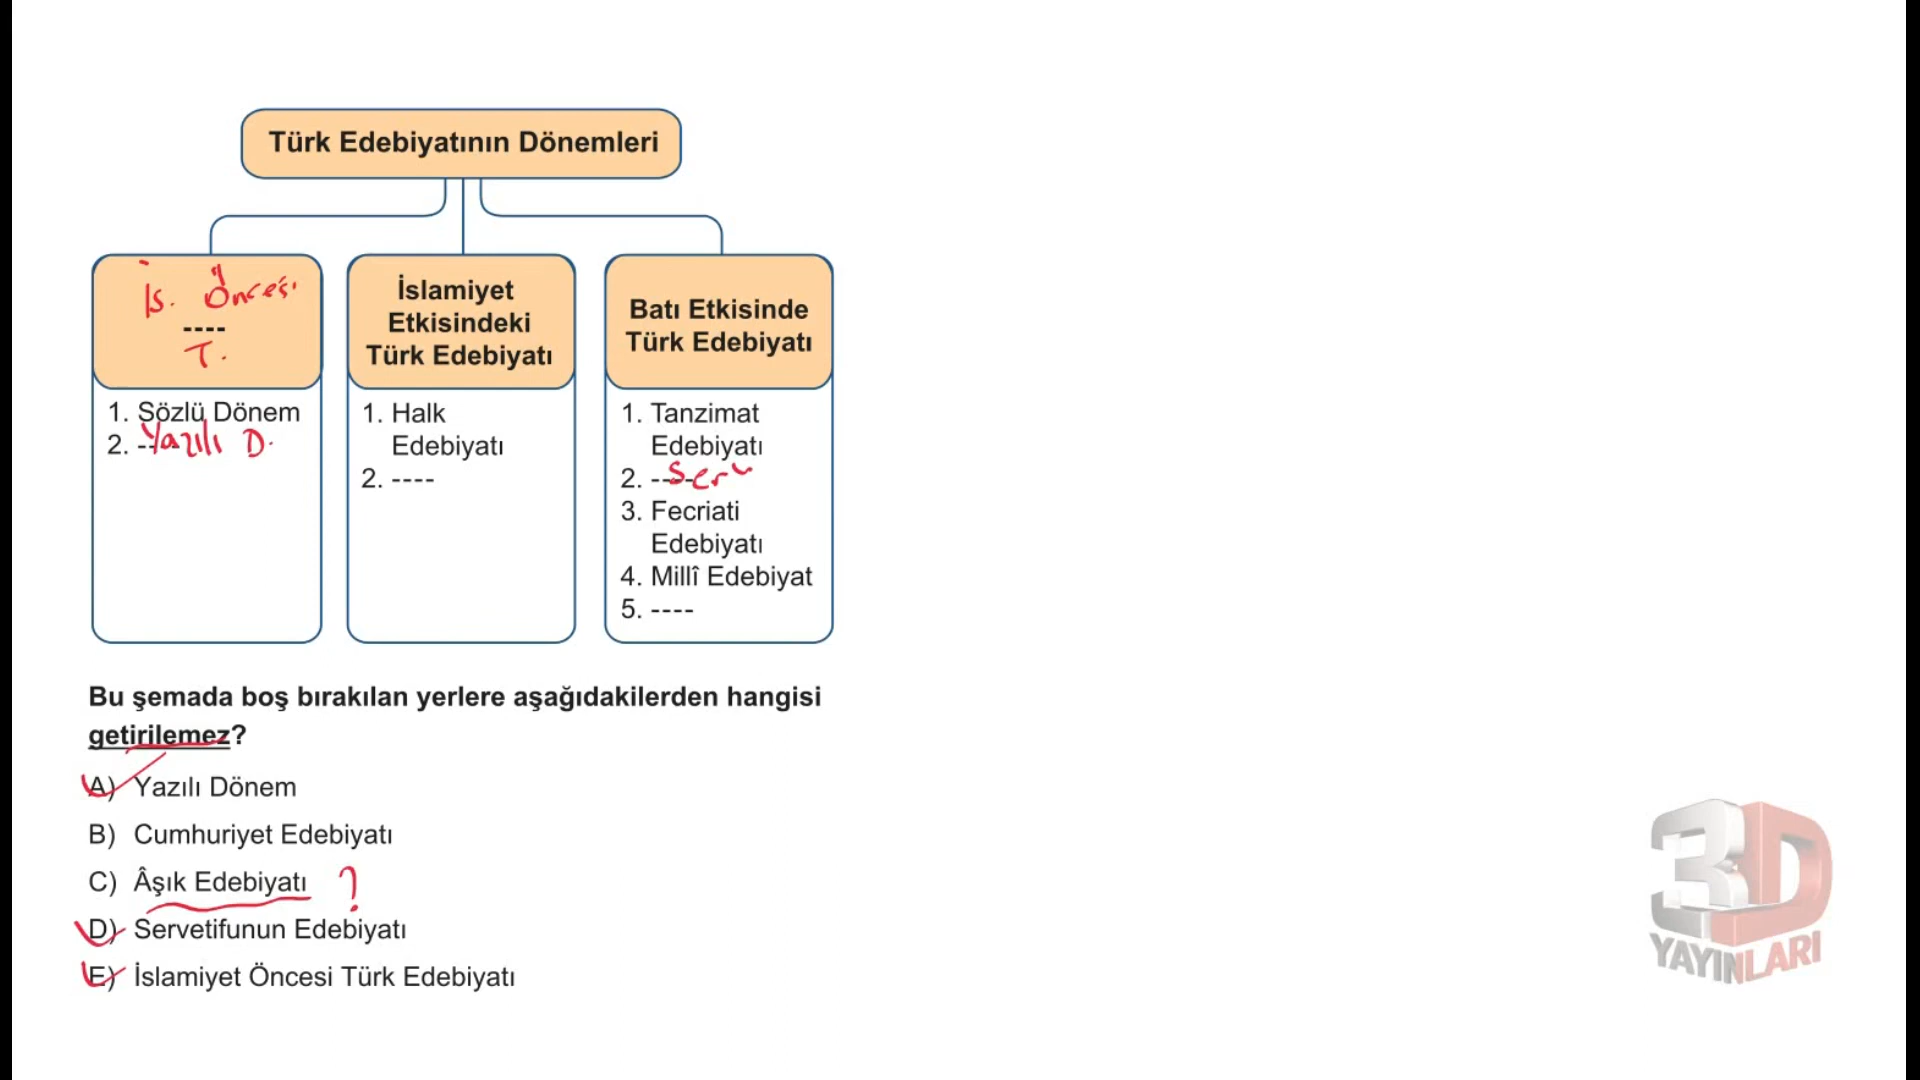 Türk Edebiyatının Dönemleri
İs. Öncesi
----
T.
1. Sözlü Dönem
2. -- Yazılı D.
İslamiyet
Etkisindeki
Türk Edebiyatı
1. Halk
Edebiyatı
2. ----
Batı Etkisinde
Türk Edebiyatı
1. Tanzimat
Edebiyatı
2. ---- Serv
3. Fecriati
Edebiyatı
4. Millî Edebiyat
5. ----
Bu şemada boş bırakılan yerlere aşağıdakilerden hangisi
getirilemez?
A) Yazılı Dönem
B) Cumhuriyet Edebiyatı
C) Âşık Edebiyatı ?
D) Servetifunun Edebiyatı
E) İslamiyet Öncesi Türk Edebiyatı
3D
YAYINLARI